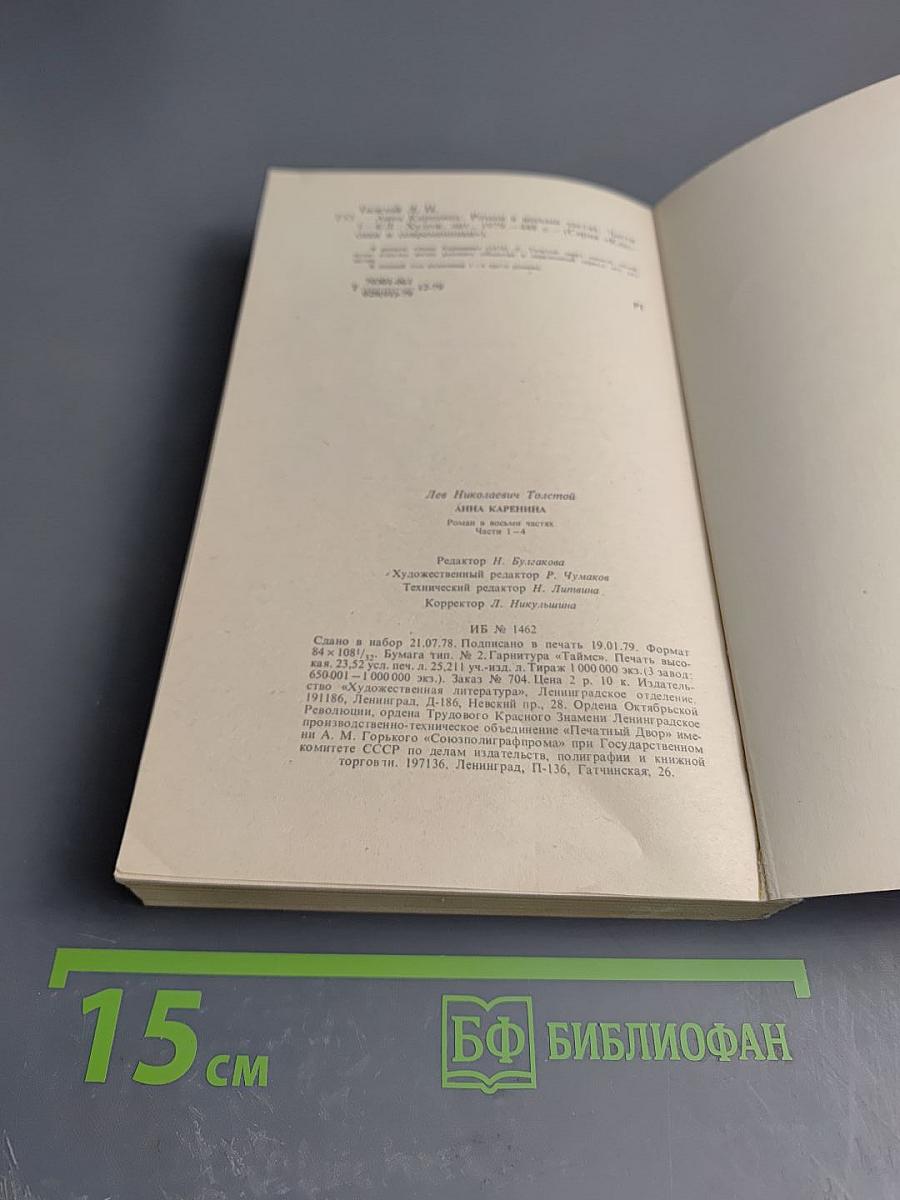 Толстой Л. Н.
Лев Николаевич Толстой
АННА КАРЕНИНА
Роман в восьми частях
Части 1—4
Редактор Н. Булгакова
Художественный редактор Р. Чумаков
Технический редактор Н. Литвина
Корректор Л. Никульшина
ИБ № 1462
Сдано в набор 21.07.78. Подписано в печать 19.01.79. Формат
84×108¹/₃₂. Бумага тип. № 2. Гарнитура «Таймс». Печать высо-
кая. 23,52 усл. печ. л. 25,211 уч.-изд. л. Тираж 1 000 000 экз. (3 завод:
650 001—1 000 000 экз.). Заказ № 704. Цена 2 р. 10 к. Издатель-
ство «Художественная литература», Ленинградское отделение.
191186, Ленинград, Д-186, Невский пр., 28. Ордена Октябрьской
Революции, ордена Трудового Красного Знамени Ленинградское
производственно-техническое объединение «Печатный Двор» име-
ни А. М. Горького «Союзполиграфпрома» при Государственном
комитете СССР по делам издательств, полиграфии и книжной
торговли. 197136, Ленинград, П-136, Гатчинская, 26.
15 см
БФ БИБЛИОФАН